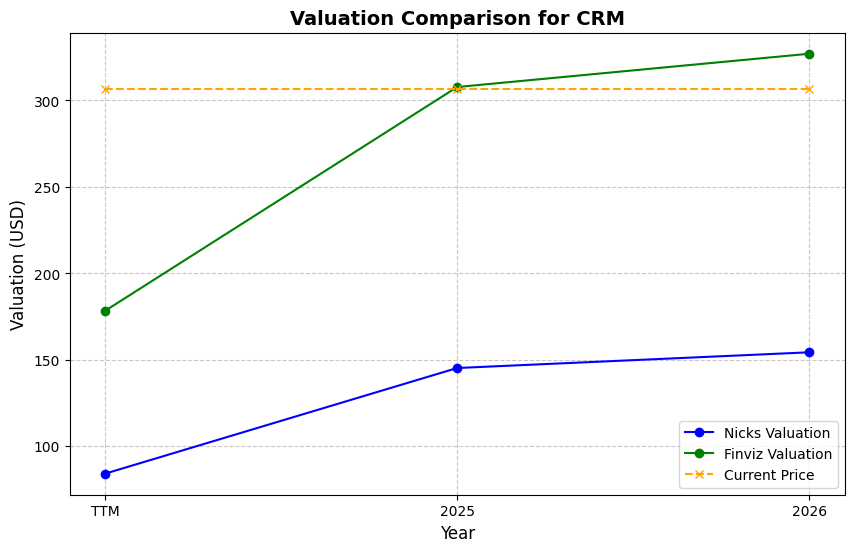 Valuation Comparison for CRM
Valuation (USD)
300
250
200
150
100
TTM
2025
2026
Year
Nicks Valuation
Finviz Valuation
Current Price